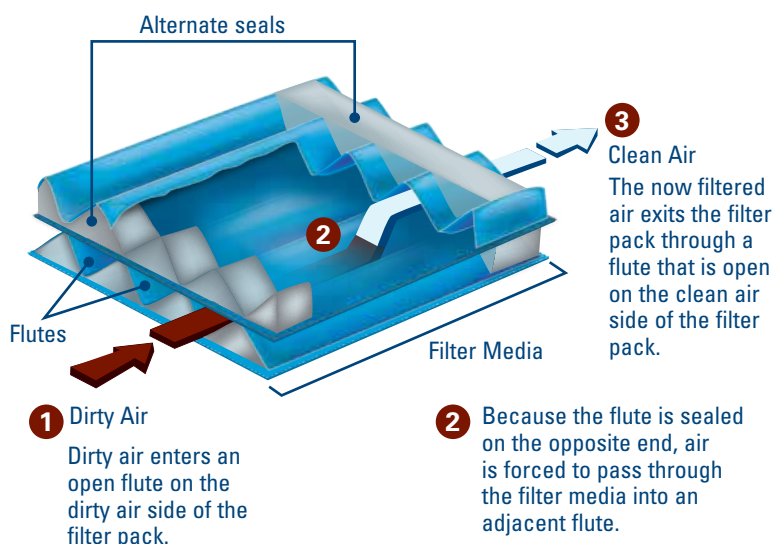 Alternate seals
3
Clean Air
The now filtered
air exits the filter
pack through a
flute that is open
on the clean air
side of the filter
pack.
2
Flutes
Filter Media
1 Dirty Air
Dirty air enters an
open flute on the
dirty air side of the
filter pack.
2 Because the flute is sealed
on the opposite end, air
is forced to pass through
the filter media into an
adjacent flute.